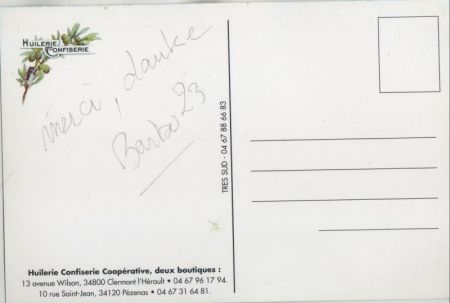 HUILERIE
CONFISERIE
merci, danke
Barbo 23
TRES SUD - 04 67 88 66 83
Huilerie Confiserie Coopérative, deux boutiques :
13 avenue Wilson, 34800 Clermont l'Hérault • 04 67 96 17 94.
10 rue Saint-Jean, 34120 Pézenas • 04 67 31 64 81.